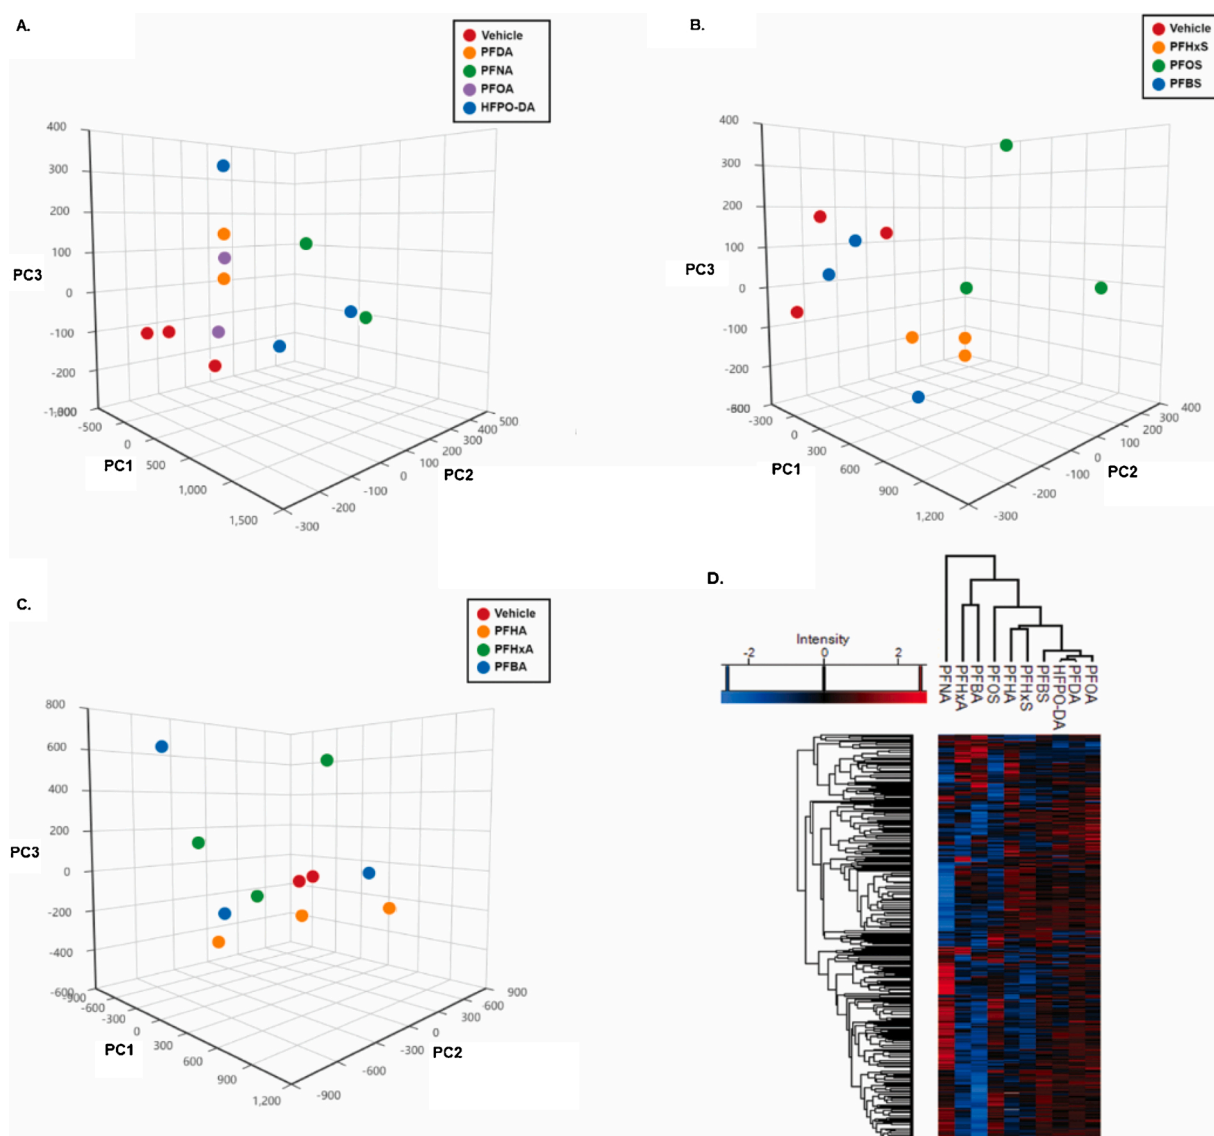 A.
Vehicle
PFDA
PFNA
PFOA
HFPO-DA
400
300
200
100
0
-100
-200
PC3
-500
0
500
1,000
1,500
PC1
-300
-200
-100
0
100
200
300
400
500
PC2
B.
Vehicle
PFHxS
PFOS
PFBS
400
300
200
100
0
-100
-200
PC3
-300
0
300
600
900
1,200
PC1
-300
-200
-100
0
100
200
300
400
PC2
C.
Vehicle
PFHA
PFHxA
PFBA
800
600
400
200
0
-200
-400
-600
PC3
-600
-300
0
300
600
900
1,200
PC1
-900
-600
-300
0
300
600
900
PC2
D.
Intensity
-2 0 2
PFNA
PFHxA
PFBA
PFOS
PFHA
PFHxS
PFBS
HFPO-DA
PFDA
PFOA